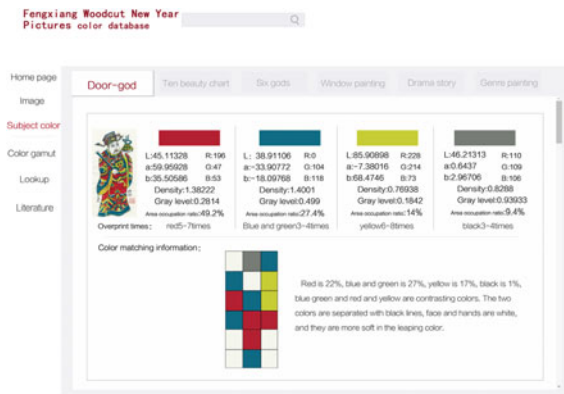 Fengxiang Woodcut New Year
Pictures color database
Home page
Image
Subject color
Color gamut
Lookup
Literature
Door-god
Ten beauty chart
Six gods
Window painting
Drama story
Genre painting
L:45.11328 R:196
a:59.95928 G:47
b:35.50586 B:53
Density:1.38222
Gray level:0.2814
Area occupation ratio:49.2%
L: 38.91106 R:0
a:-33.90772 G:104
b:-18.09768 B:118
Density:1.4001
Gray level:0.499
Area occupation ratio:27.4%
L:85.90898 R:228
a:-7.38016 G:214
b:68.4746 B:73
Density:0.76938
Gray level:0.1842
Area occupation ratio:14%
L:46.21313 R:110
a:0.6437 G:109
b:2.96706 B:106
Density:0.8288
Gray level:0.93933
Area occupation ratio:9.4%
Overprint times: red5-7times Blue and green3-4times yellow6-8times black3-4times
Color matching information:
Red is 22%, blue and green is 27%, yellow is 17%, black is 1%,
blue green and red and yellow are contrasting colors. The two
colors are separated with black lines, face and hands are white,
and they are more soft in the leaping color.